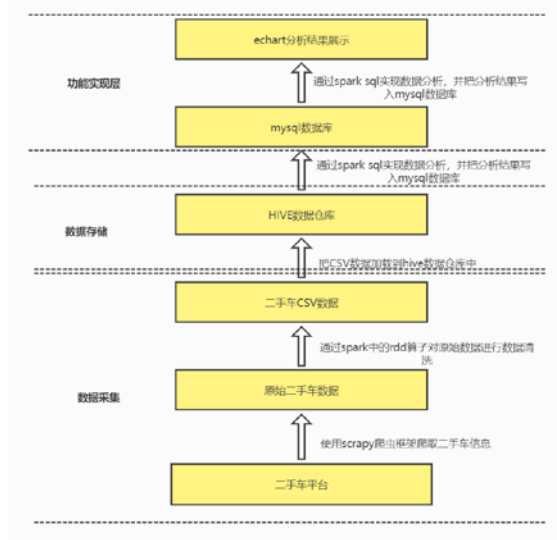 echart分析结果展示
功能实现层
通过spark sql实现数据分析，并把分析结果写
入mysql数据库
mysql数据库
通过spark sql实现数据分析，并把分析结果写
入mysql数据库
HIVE数据仓库
数据存储
把CSV数据加载到hive数据仓库中
二手车CSV数据
通过spark中的rdd算子对原始数据进行数据清
洗
原始二手车数据
数据采集
使用scrapy爬虫框架爬取二手车信息
二手车平台